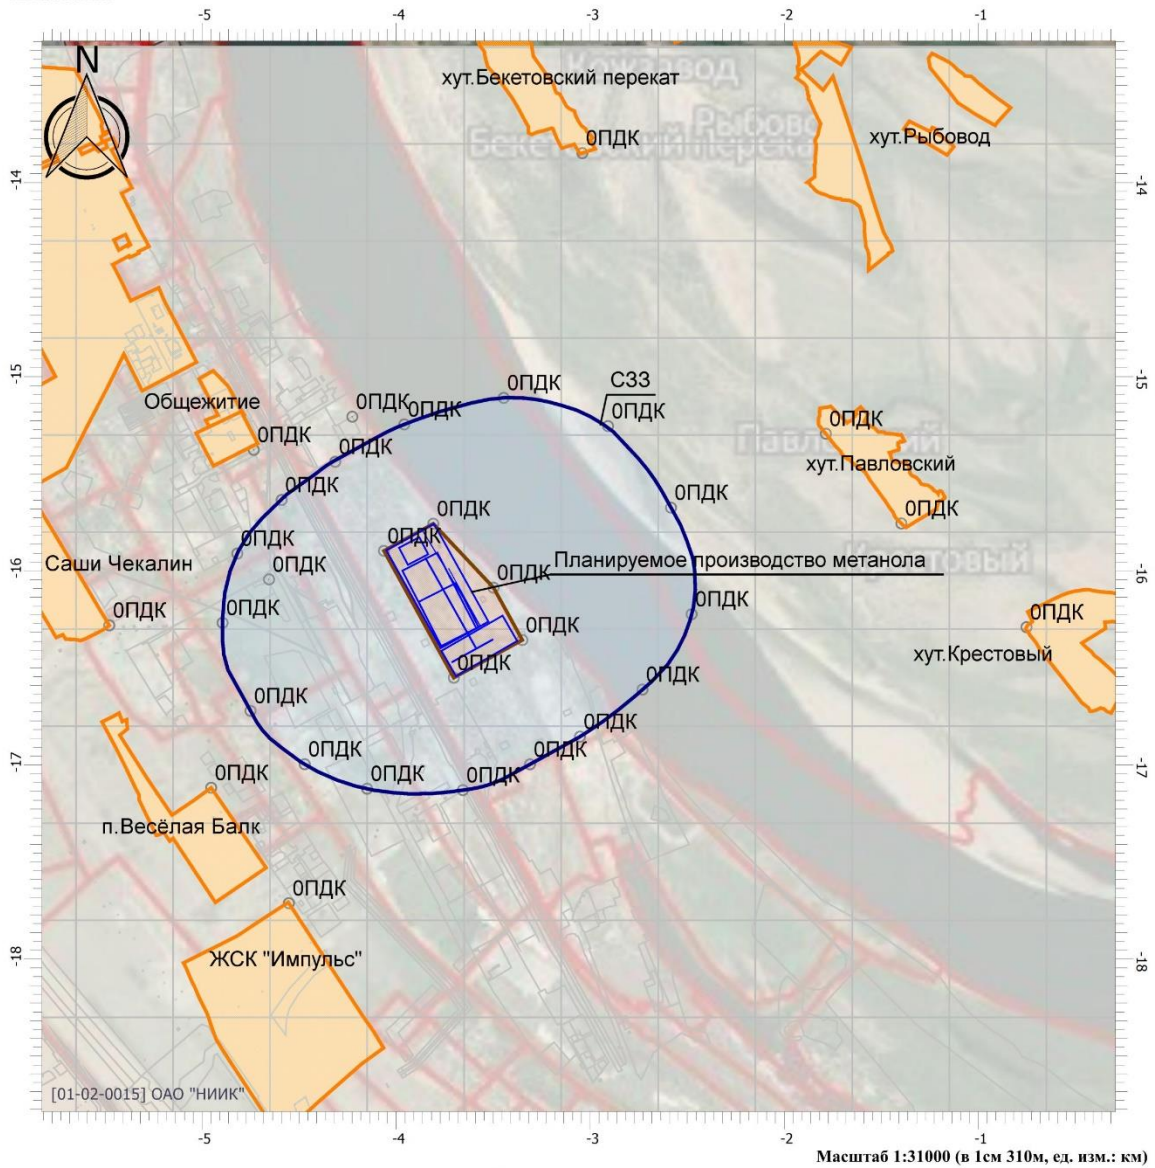 -5 -4 -3 -2 -1
N
хут.Бекетовский перекат
Кожзавод
Рыбово
хут.Рыбовод
0ПДК
-14 -14
-15 -15
0ПДК
СЗЗ
Общежитие
0ПДК
0ПДК
0ПДК
0ПДК
0ПДК
0ПДК
0ПДК
хут.Павловский
0ПДК
0ПДК
0ПДК
0ПДК
0ПДК
0ПДК
Планируемое производство метанола
Саши Чекалин
0ПДК
0ПДК
-16 -16
0ПДК
0ПДК
0ПДК
0ПДК
0ПДК
хут.Крестовый
0ПДК
0ПДК
0ПДК
0ПДК
0ПДК
0ПДК
0ПДК
0ПДК
0ПДК
-17 -17
п.Весёлая Балк
0ПДК
ЖСК "Импульс"
-18 -18
[01-02-0015] ОАО "НИИК"
-5 -4 -3 -2 -1
Масштаб 1:31000 (в 1см 310м, ед. изм.: км)